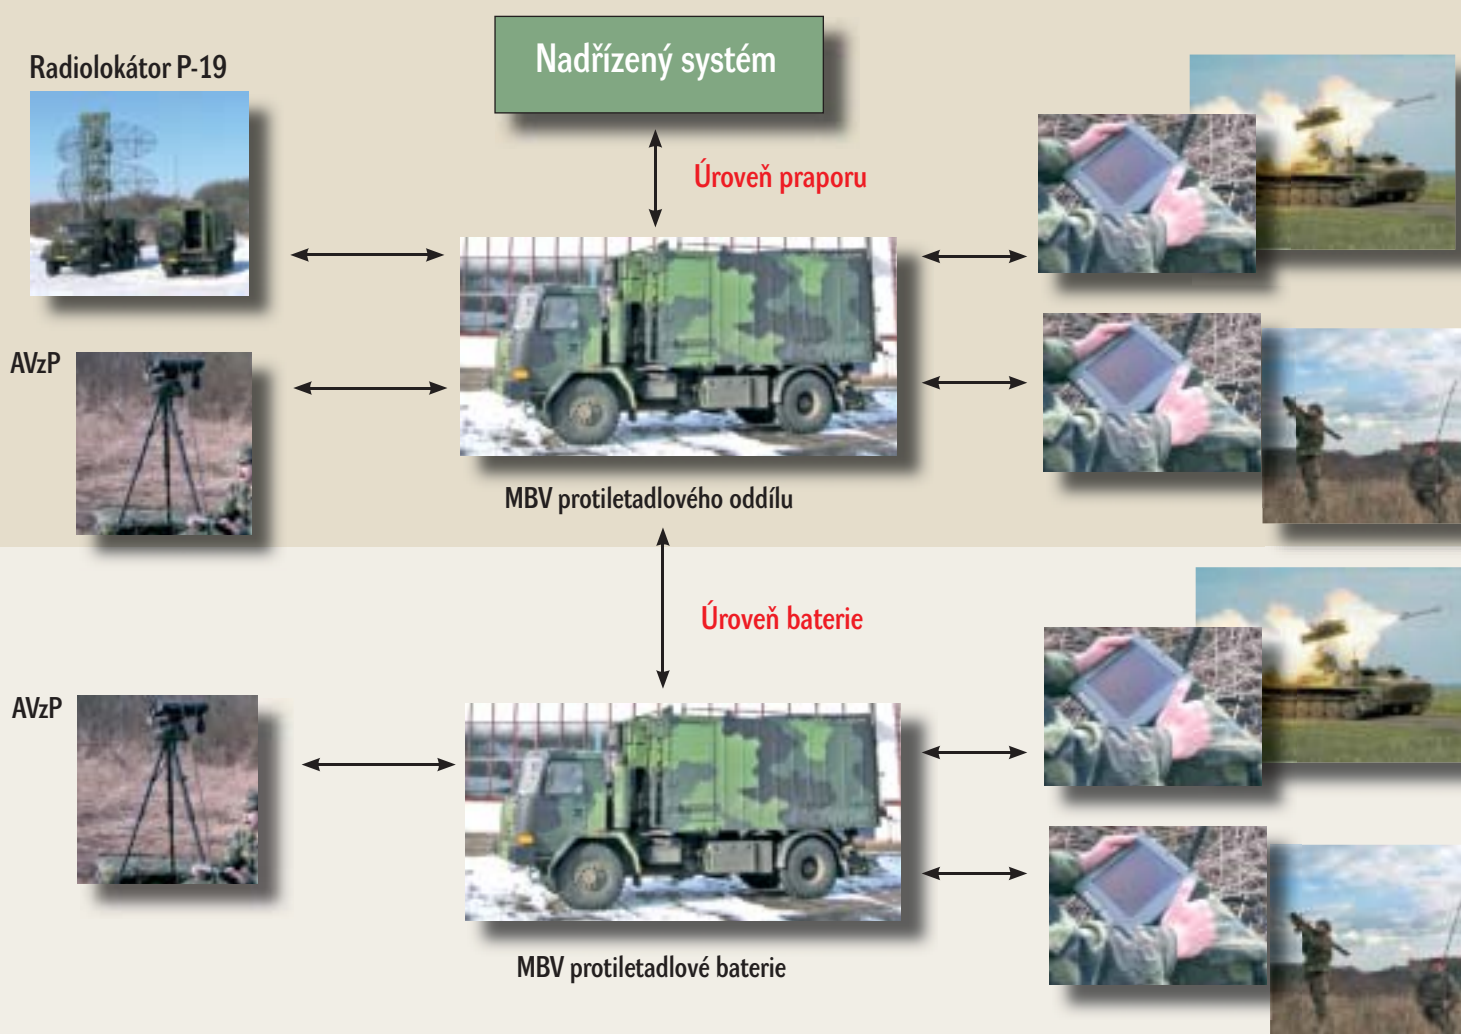 Nadřízený systém
Radiolokátor P-19
Úroveň praporu
AVzP
MBV protiletadlového oddílu
Úroveň baterie
AVzP
MBV protiletadlové baterie